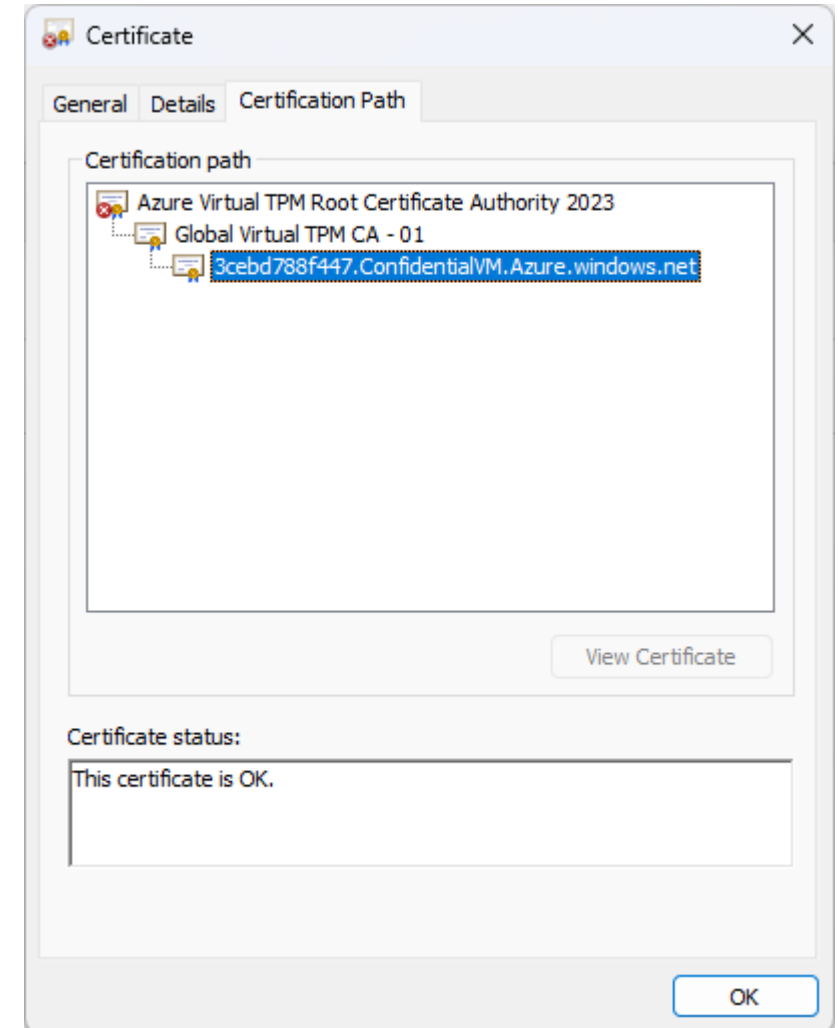 Certificate
General Details Certification Path
Certification path
Azure Virtual TPM Root Certificate Authority 2023
Global Virtual TPM CA - 01
3cebd788f447.ConfidentialVM.Azure.windows.net
View Certificate
Certificate status:
This certificate is OK.
OK